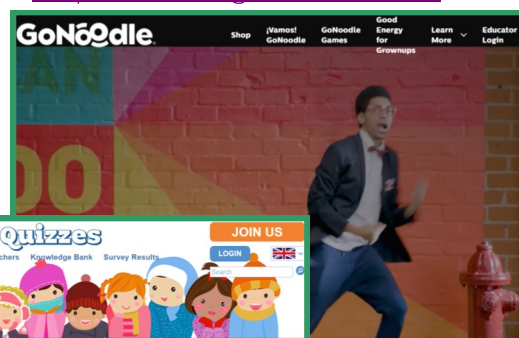 GoNoodle
Shop
¡Vamos! GoNoodle
GoNoodle Games
Good Energy for Grownups
Learn More
Educator Login
Quizzes
JOIN US
chers Knowledge Bank Survey Results
LOGIN
Search